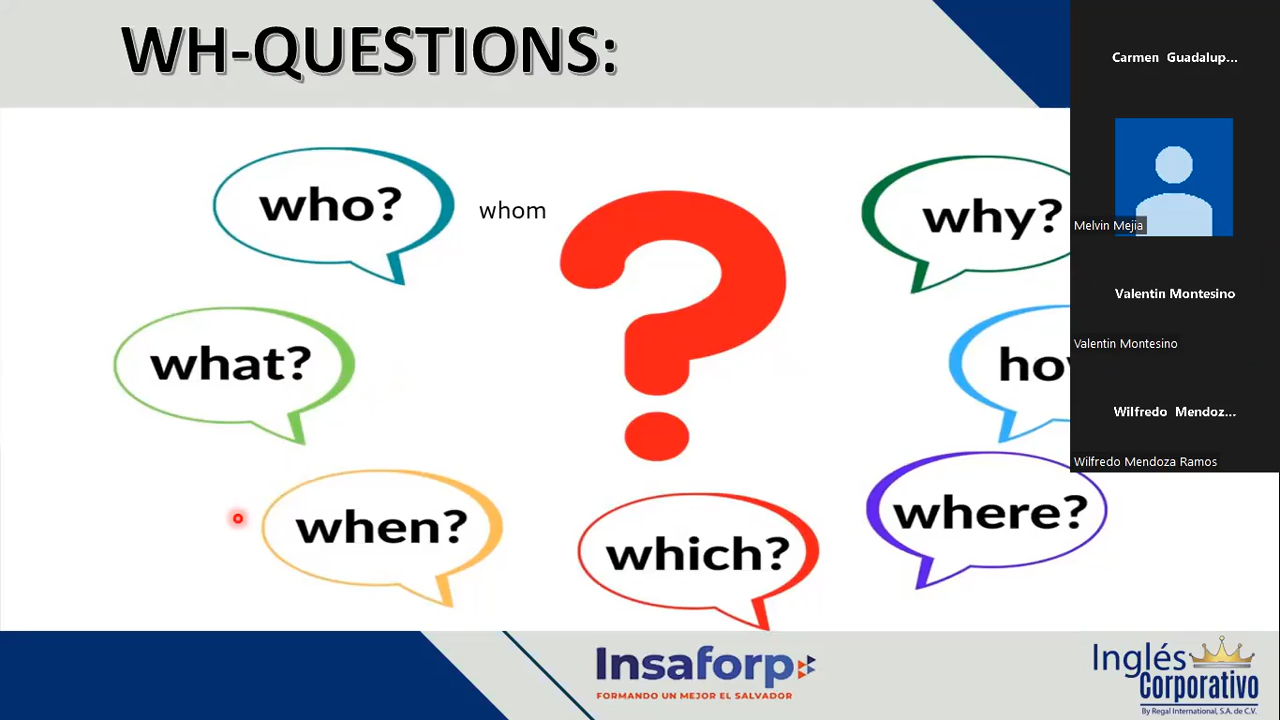 WH-QUESTIONS:
who?
whom
why?
what?
when?
which?
where?
Carmen Guadalup...
Melvin Mejia
Valentin Montesino
Valentin Montesino
Wilfredo Mendoz...
Wilfredo Mendoza Ramos
Insaforp
FORMANDO UN MEJOR EL SALVADOR
Inglés
Corporativo
By Regal International, S.A. de C.V.